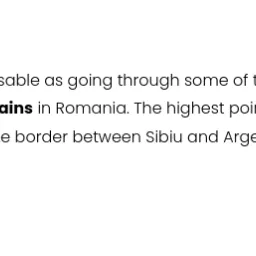 sable as going through some of t
ains in Romania. The highest poi
e border between Sibiu and Arge